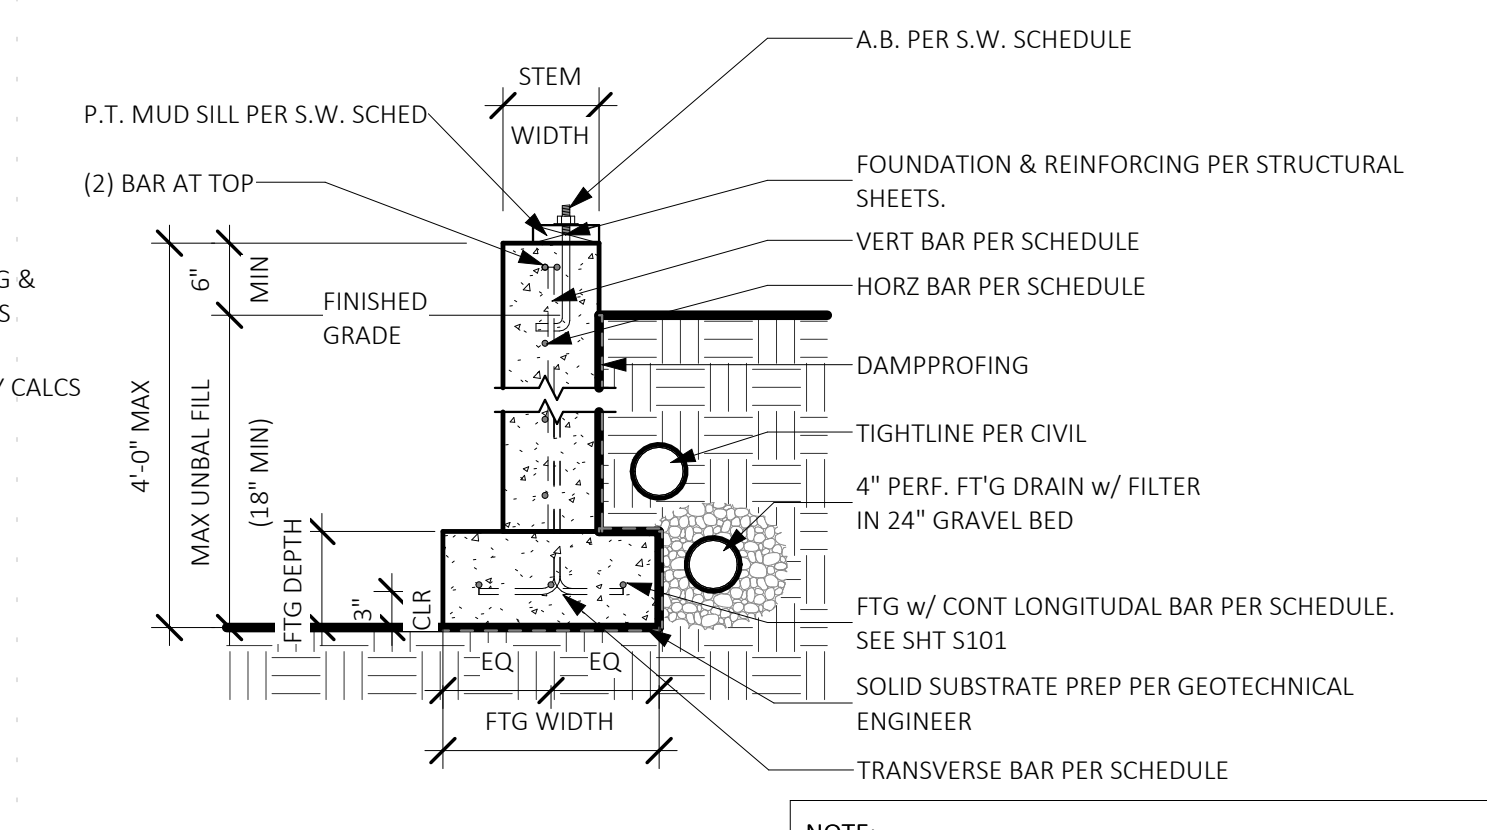 A.B. PER S.W. SCHEDULE
STEM
WIDTH
P.T. MUD SILL PER S.W. SCHED
(2) BAR AT TOP
FOUNDATION & REINFORCING PER STRUCTURAL
SHEETS.
VERT BAR PER SCHEDULE
HORZ BAR PER SCHEDULE
G &
S
6"
MIN
FINISHED
GRADE
DAMPPROFING
CALCS
4'-0" MAX
MAX UNBAL FILL
(18" MIN)
TIGHTLINE PER CIVIL
4" PERF. FT'G DRAIN w/ FILTER
IN 24" GRAVEL BED
FTG DEPTH
3"
CLR
FTG w/ CONT LONGITUDAL BAR PER SCHEDULE.
SEE SHT S101
EQ EQ
FTG WIDTH
SOLID SUBSTRATE PREP PER GEOTECHNICAL
ENGINEER
TRANSVERSE BAR PER SCHEDULE
NOTE: